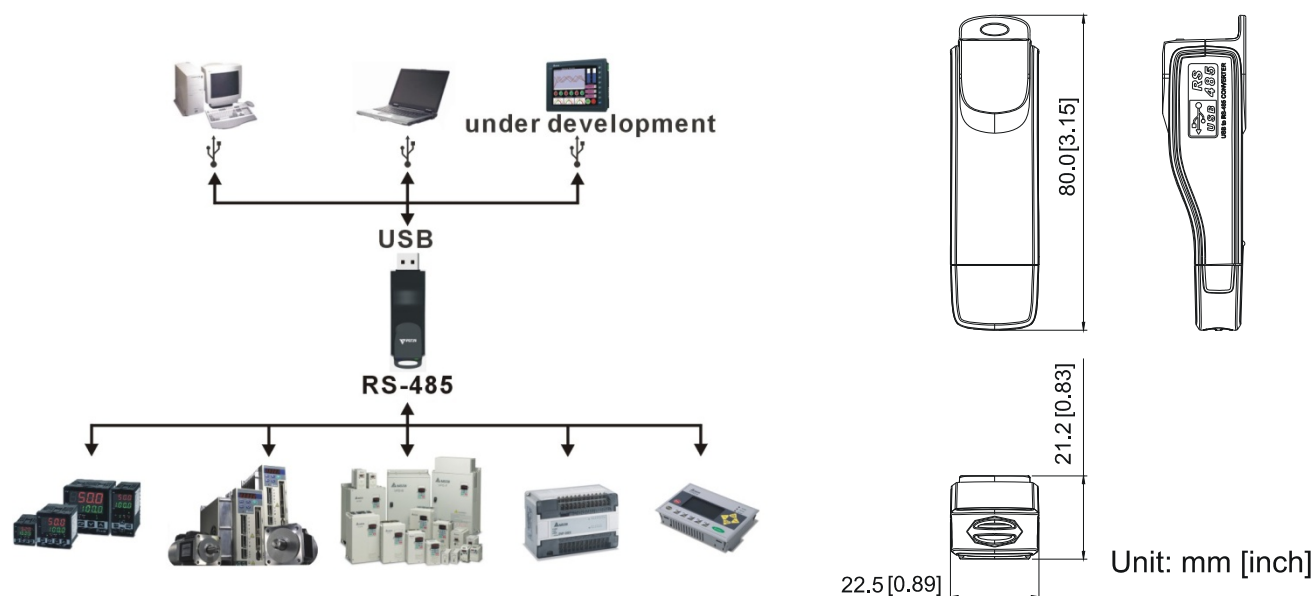 under development
USB
RS-485
80.0[3.15]
RS
USB 485
USB to RS-485 CONVERTER
21.2[0.83]
22.5[0.89]
Unit: mm [inch]